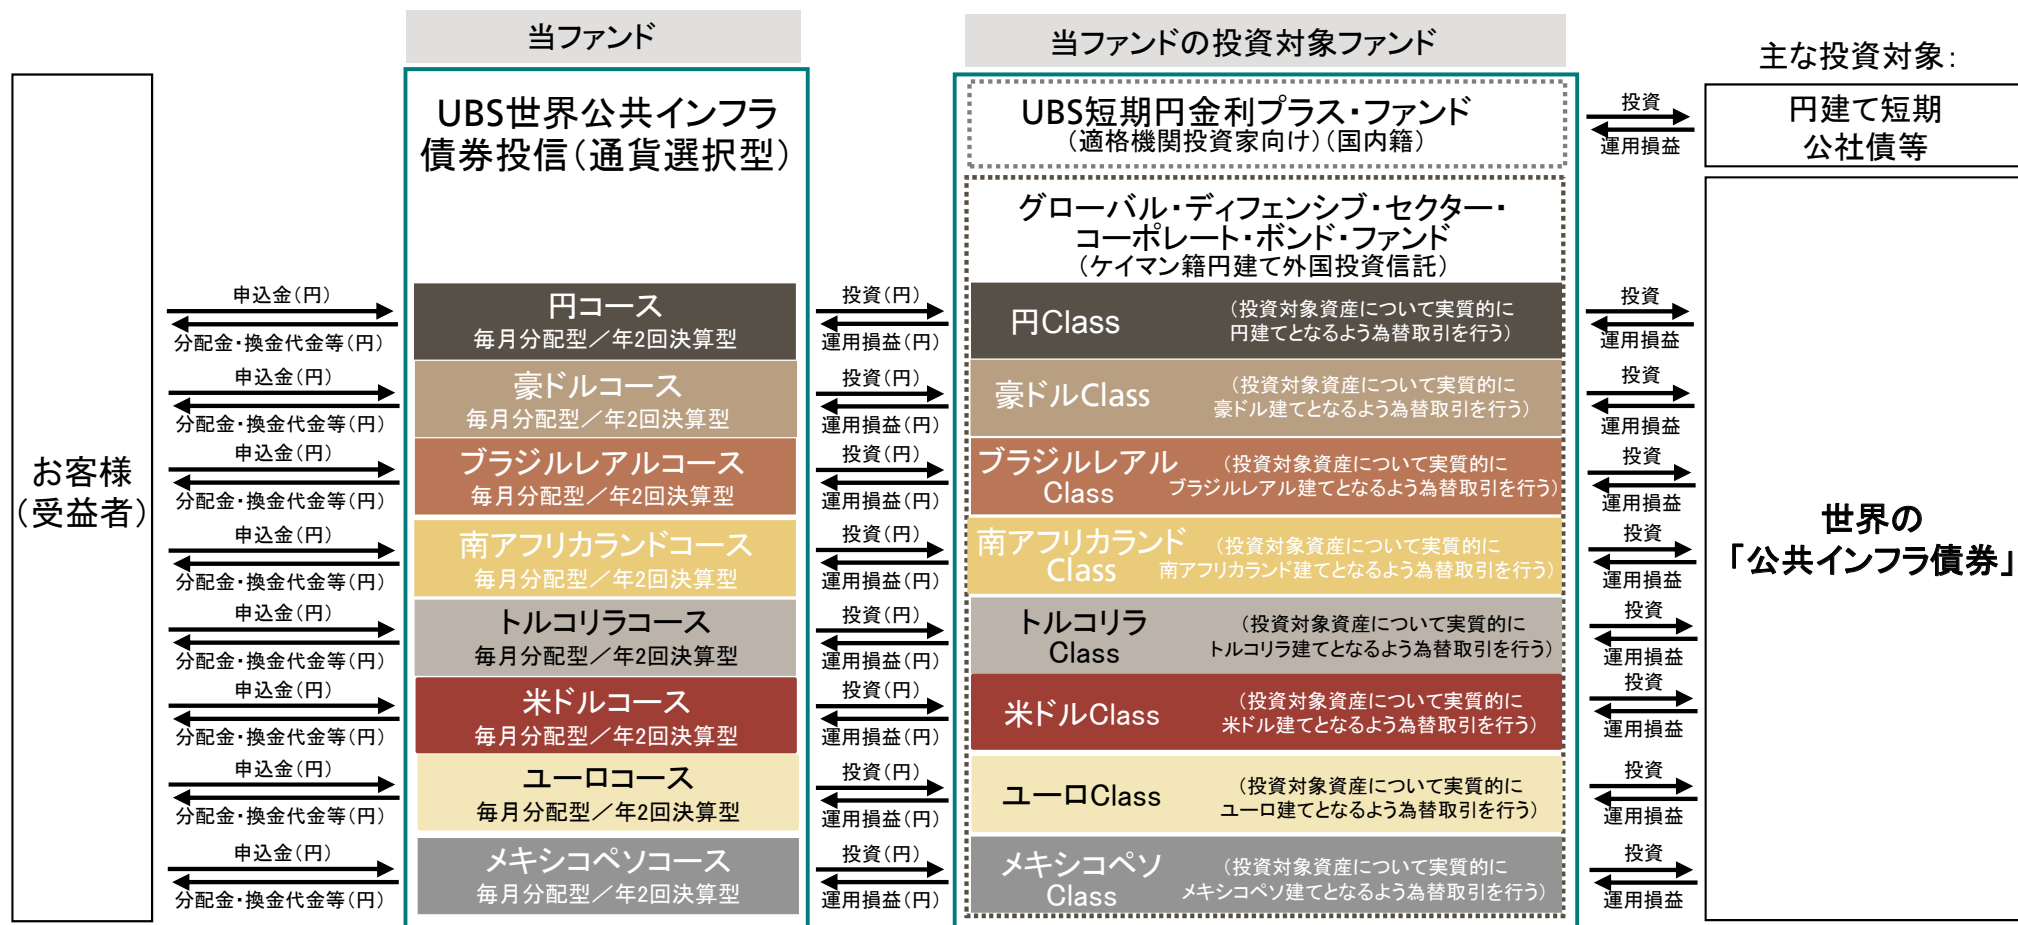 当ファンド
当ファンドの投資対象ファンド
主な投資対象：
お客様
（受益者）
UBS世界公共インフラ
債券投信（通貨選択型）
UBS短期円金利プラス・ファンド
（適格機関投資家向け）（国内籍）
投資
運用損益
円建て短期
公社債等
グローバル・ディフェンシブ・セクター・
コーポレート・ボンド・ファンド
（ケイマン籍円建て外国投資信託）
世界の
「公共インフラ債券」
申込金（円）
分配金・換金代金等（円）
円コース
毎月分配型／年2回決算型
投資（円）
運用損益（円）
円Class
（投資対象資産について実質的に
円建てとなるよう為替取引を行う）
投資
運用損益
申込金（円）
分配金・換金代金等（円）
豪ドルコース
毎月分配型／年2回決算型
投資（円）
運用損益（円）
豪ドルClass
（投資対象資産について実質的に
豪ドル建てとなるよう為替取引を行う）
投資
運用損益
申込金（円）
分配金・換金代金等（円）
ブラジルレアルコース
毎月分配型／年2回決算型
投資（円）
運用損益（円）
ブラジルレアル
Class
（投資対象資産について実質的に
ブラジルレアル建てとなるよう為替取引を行う）
投資
運用損益
申込金（円）
分配金・換金代金等（円）
南アフリカランドコース
毎月分配型／年2回決算型
投資（円）
運用損益（円）
南アフリカランド
Class
（投資対象資産について実質的に
南アフリカランド建てとなるよう為替取引を行う）
投資
運用損益
申込金（円）
分配金・換金代金等（円）
トルコリラコース
毎月分配型／年2回決算型
投資（円）
運用損益（円）
トルコリラ
Class
（投資対象資産について実質的に
トルコリラ建てとなるよう為替取引を行う）
投資
運用損益
申込金（円）
分配金・換金代金等（円）
米ドルコース
毎月分配型／年2回決算型
投資（円）
運用損益（円）
米ドルClass
（投資対象資産について実質的に
米ドル建てとなるよう為替取引を行う）
投資
運用損益
申込金（円）
分配金・換金代金等（円）
ユーロコース
毎月分配型／年2回決算型
投資（円）
運用損益（円）
ユーロClass
（投資対象資産について実質的に
ユーロ建てとなるよう為替取引を行う）
投資
運用損益
申込金（円）
分配金・換金代金等（円）
メキシコペソコース
毎月分配型／年2回決算型
投資（円）
運用損益（円）
メキシコペソ
Class
（投資対象資産について実質的に
メキシコペソ建てとなるよう為替取引を行う）
投資
運用損益